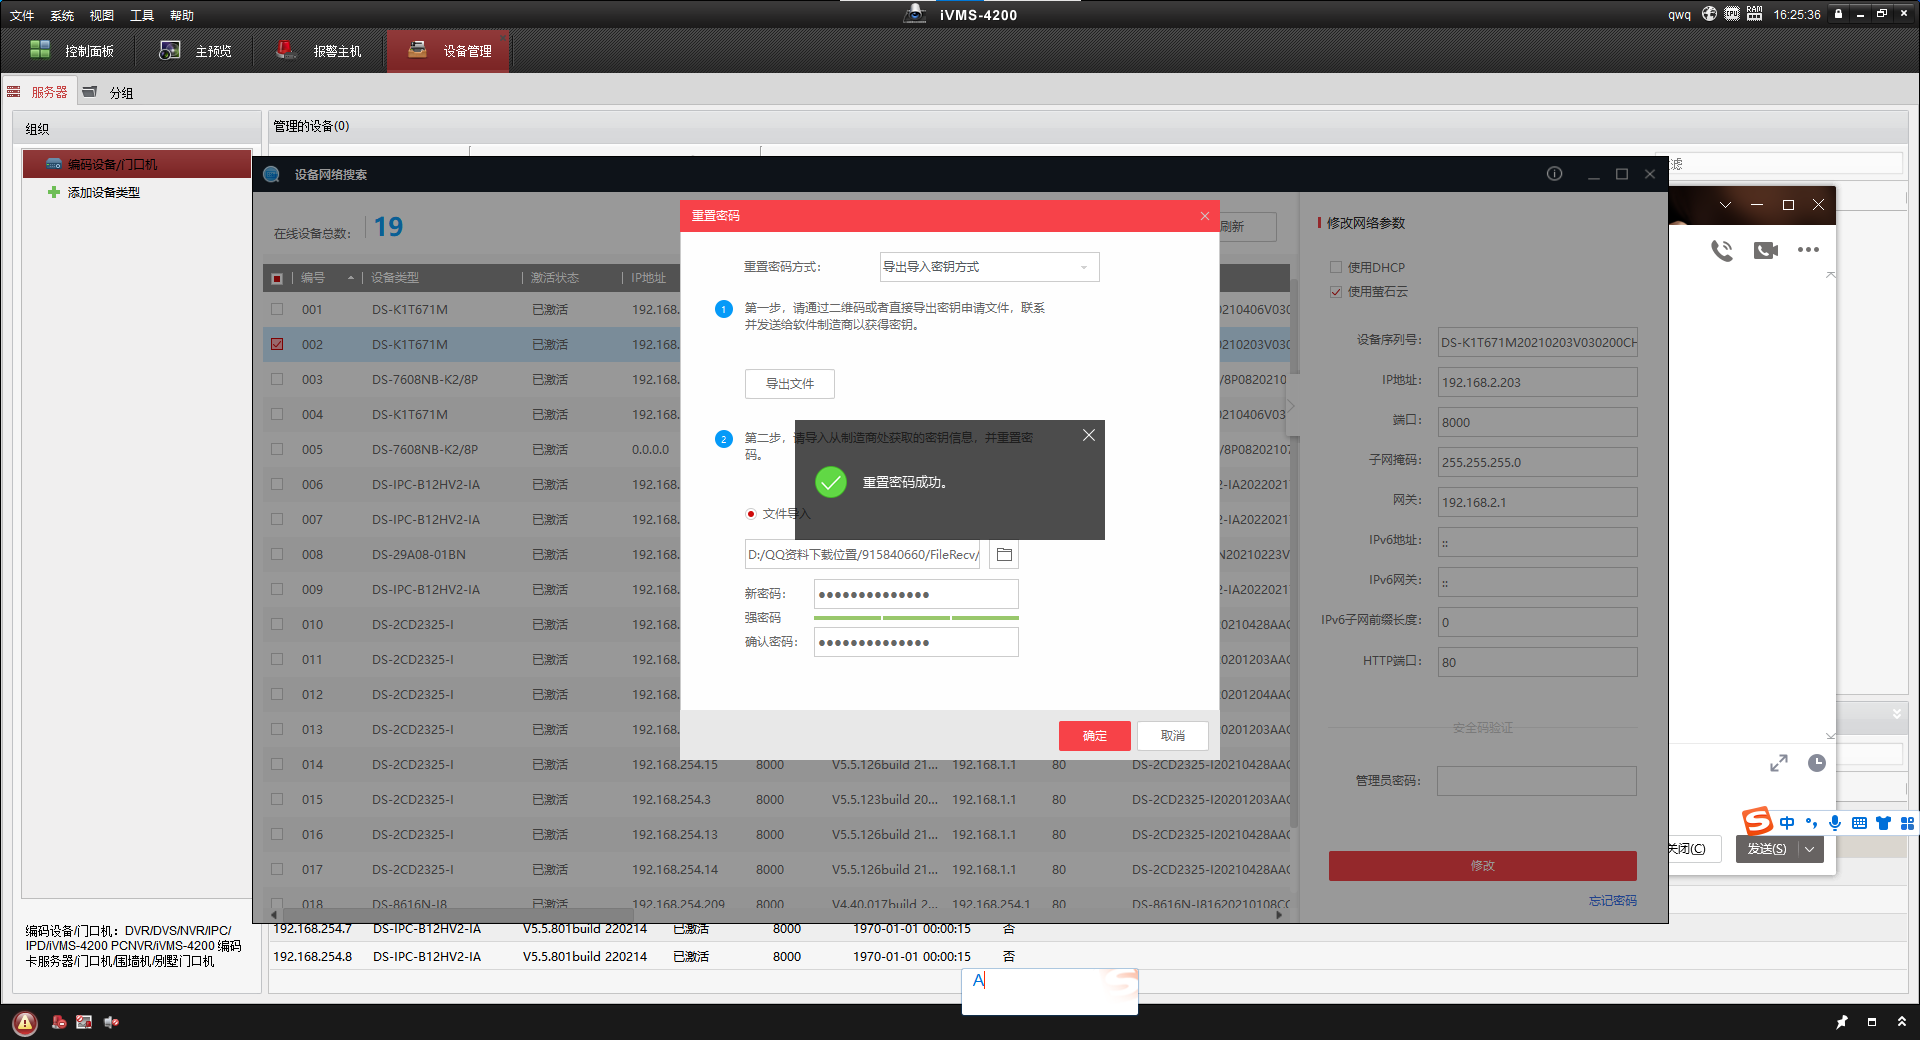 文件 系统 视图 工具 帮助
iVMS-4200
qwq CPU RAM 16:25:36
控制面板 主预览 报警主机 设备管理
服务器 分组
组织
编码设备/门口机
添加设备类型
管理的设备(0)
滤
设备网络搜索
在线设备总数: 19
刷新
编号 设备类型 激活状态 IP地址
001 DS-K1T671M 已激活 192.168.
002 DS-K1T671M 已激活 192.168.
003 DS-7608NB-K2/8P 已激活 192.168.
004 DS-K1T671M 已激活 192.168.
005 DS-7608NB-K2/8P 已激活 0.0.0.0
006 DS-IPC-B12HV2-IA 已激活 192.168.
007 DS-IPC-B12HV2-IA 已激活 192.168.
008 DS-29A08-01BN 已激活 192.168.
009 DS-IPC-B12HV2-IA 已激活 192.168.
010 DS-2CD2325-I 已激活 192.168.
011 DS-2CD2325-I 已激活 192.168.
012 DS-2CD2325-I 已激活 192.168.
013 DS-2CD2325-I 已激活 192.168.
014 DS-2CD2325-I 已激活 192.168.254.15 8000 V5.5.126build 21... 192.168.1.1 80 DS-2CD2325-I20210428AAC
015 DS-2CD2325-I 已激活 192.168.254.3 8000 V5.5.123build 20... 192.168.1.1 80 DS-2CD2325-I20201203AAC
016 DS-2CD2325-I 已激活 192.168.254.13 8000 V5.5.126build 21... 192.168.1.1 80 DS-2CD2325-I20210428AAC
017 DS-2CD2325-I 已激活 192.168.254.14 8000 V5.5.126build 21... 192.168.1.1 80 DS-2CD2325-I20210428AAC
018 DS-8616N-I8 已激活 192.168.254.209 8000 V4.40.017build 2... 192.168.254.1 80 DS-8616N-I81620210108CC
重置密码
重置密码方式: 导出导入密钥方式
1 第一步，请通过二维码或者直接导出密钥申请文件，联系
并发送给软件制造商以获得密钥。
导出文件
2 第二步，请导入从制造商处获取的密钥信息，并重置密
码。
重置密码成功。
文件导入
D:/QQ资料下载位置/915840660/FileRecv/
新密码:
强密码
确认密码:
确定 取消
修改网络参数
使用DHCP
使用萤石云
设备序列号: DS-K1T671M20210203V030200CH
IP地址: 192.168.2.203
端口: 8000
子网掩码: 255.255.255.0
网关: 192.168.2.1
IPv6地址: ::
IPv6网关: ::
IPv6子网前缀长度: 0
HTTP端口: 80
安全码验证
管理员密码:
修改
忘记密码
中
关闭(C) 发送(S)
编码设备/门口机：DVR/DVS/NVR/IPC/
IPD/iVMS-4200 PCNVR/iVMS-4200 编码
卡服务器/门口机/围墙机/别墅门口机
192.168.254.7 DS-IPC-B12HV2-IA V5.5.801build 220214 已激活 8000 1970-01-01 00:00:15 否
192.168.254.8 DS-IPC-B12HV2-IA V5.5.801build 220214 已激活 8000 1970-01-01 00:00:15 否
A